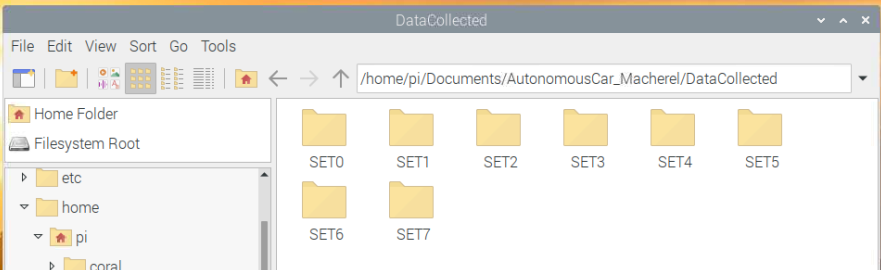 DataCollected
File Edit View Sort Go Tools
/home/pi/Documents/AutonomousCar_Macherel/DataCollected
Home Folder
Filesystem Root
etc
home
pi
coral
SET0 SET1 SET2 SET3 SET4 SET5
SET6 SET7